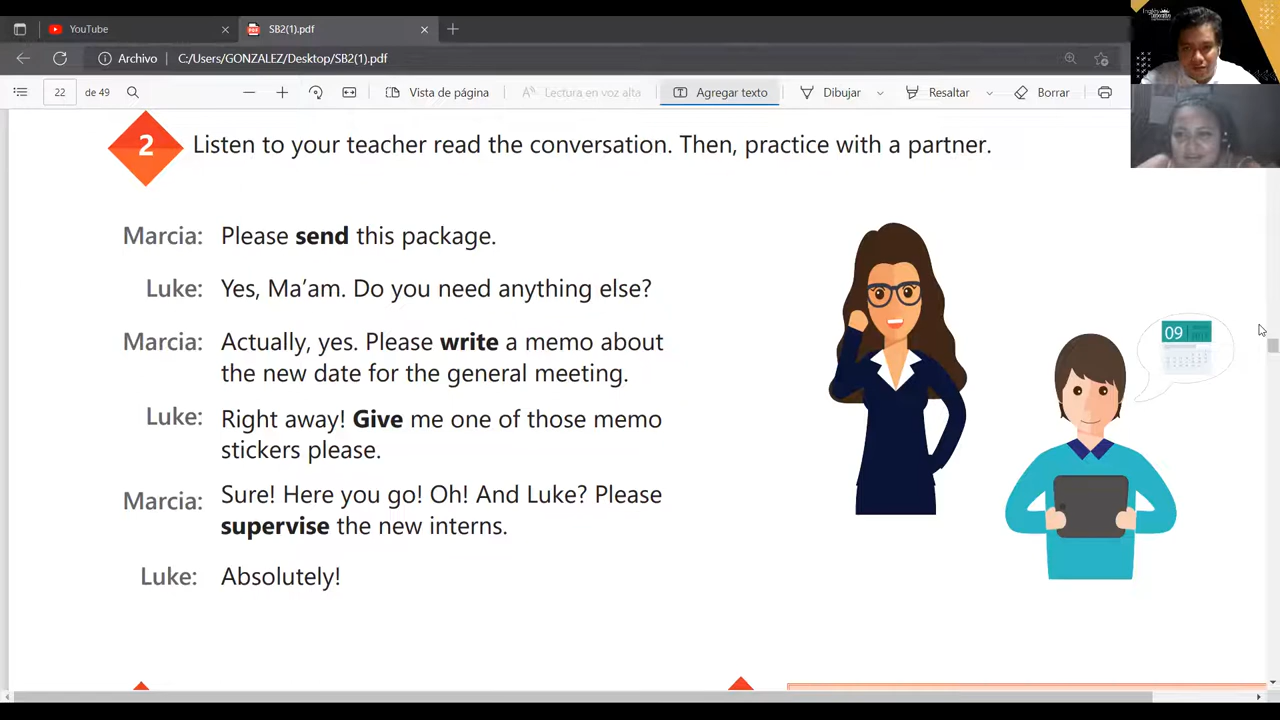 YouTube
SB2(1).pdf
Archivo
C:/Users/GONZALEZ/Desktop/SB2(1).pdf
22
de 49
Vista de página
Lectura en voz alta
Agregar texto
Dibujar
Resaltar
Borrar
2
Listen to your teacher read the conversation. Then, practice with a partner.
Marcia: Please send this package.
Luke: Yes, Ma’am. Do you need anything else?
Marcia: Actually, yes. Please write a memo about
the new date for the general meeting.
Luke: Right away! Give me one of those memo
stickers please.
Marcia: Sure! Here you go! Oh! And Luke? Please
supervise the new interns.
Luke: Absolutely!
09